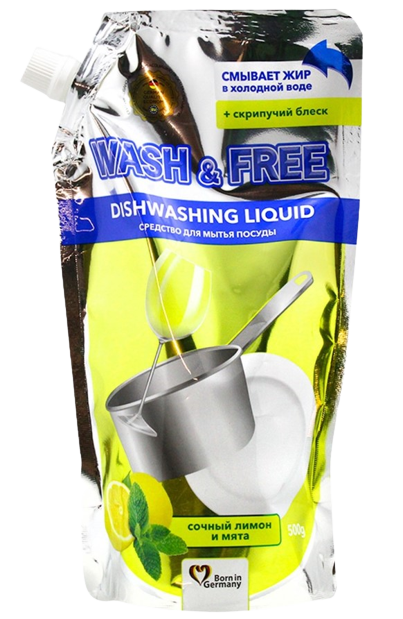 СМЫВАЕТ ЖИР
в холодной воде
+ скрипучий блеск
WASH & FREE
DISHWASHING LIQUID
СРЕДСТВО ДЛЯ МЫТЬЯ ПОСУДЫ
сочный лимон
и мята
500g
Born in
Germany